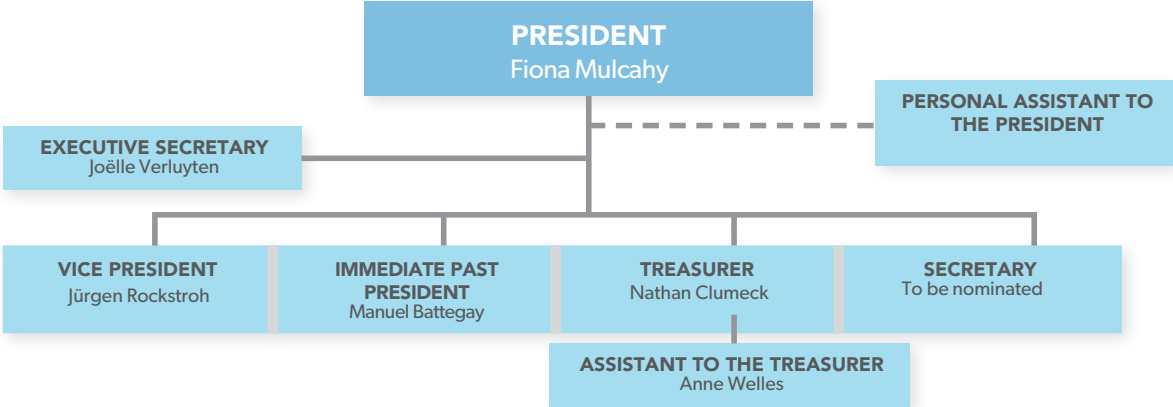 PRESIDENT
Fiona Mulcahy
PERSONAL ASSISTANT TO
THE PRESIDENT
EXECUTIVE SECRETARY
Joëlle Verluyten
VICE PRESIDENT
Jürgen Rockstroh
IMMEDIATE PAST
PRESIDENT
Manuel Battegay
TREASURER
Nathan Clumeck
SECRETARY
To be nominated
ASSISTANT TO THE TREASURER
Anne Welles